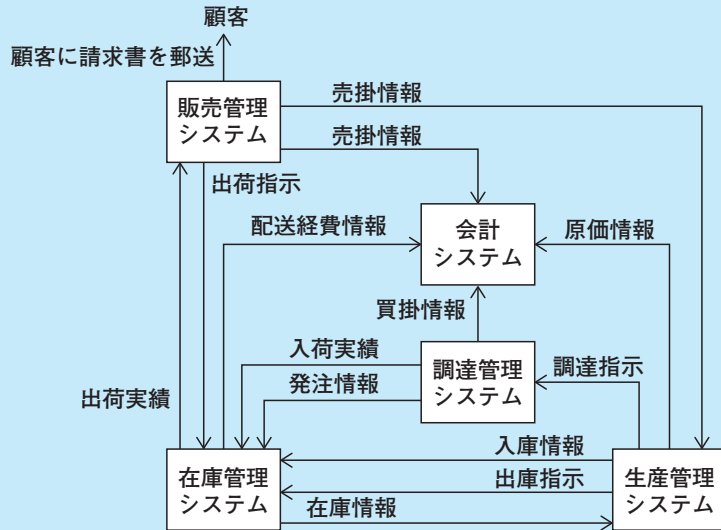 顧客
顧客に請求書を郵送
販売管理
システム
売掛情報
売掛情報
出荷指示
配送経費情報
会計
システム
原価情報
買掛情報
入荷実績
発注情報
調達管理
システム
調達指示
出荷実績
入庫情報
出庫指示
在庫情報
在庫管理
システム
生産管理
システム